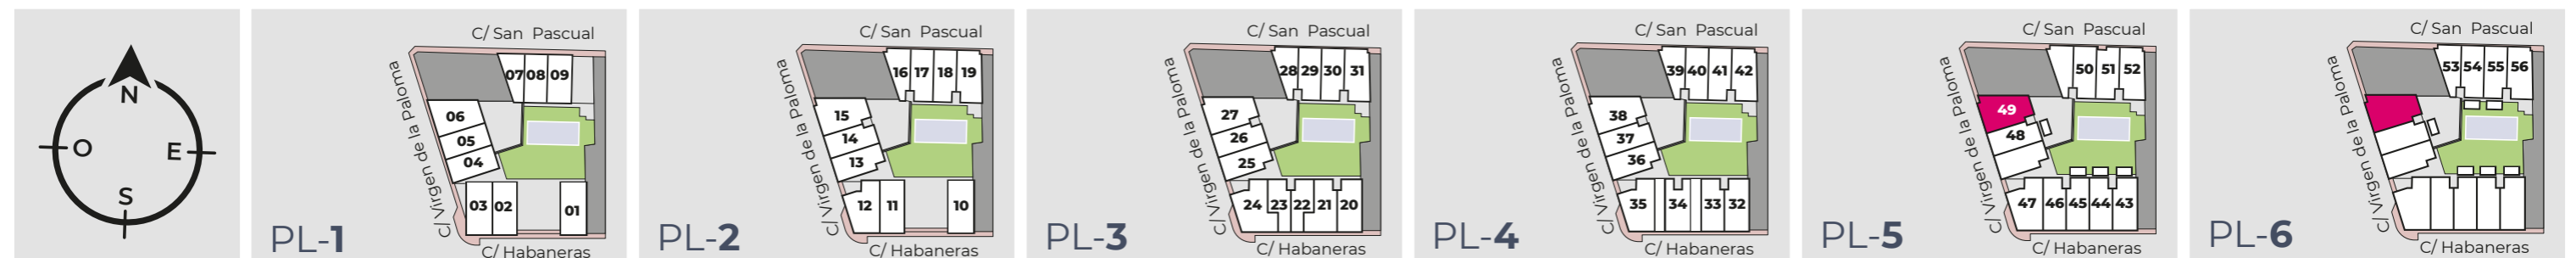 N
O
E
S
C/ San Pascual
C/Virgen de la Paloma
07 08 09
06
05
04
03 02
01
PL-1
C/ Habaneras
C/ San Pascual
C/Virgen de la Paloma
16 17 18 19
15
14
13
12 11
10
PL-2
C/ Habaneras
C/ San Pascual
C/Virgen de la Paloma
28 29 30 31
27
26
25
24 23 22 21 20
PL-3
C/ Habaneras
C/ San Pascual
C/Virgen de la Paloma
39 40 41 42
38
37
36
35 34 33 32
PL-4
C/ Habaneras
C/ San Pascual
C/Virgen de la Paloma
50 51 52
49
48
47 46 45 44 43
PL-5
C/ Habaneras
C/ San Pascual
C/Virgen de la Paloma
53 54 55 56
PL-6
C/ Habaneras